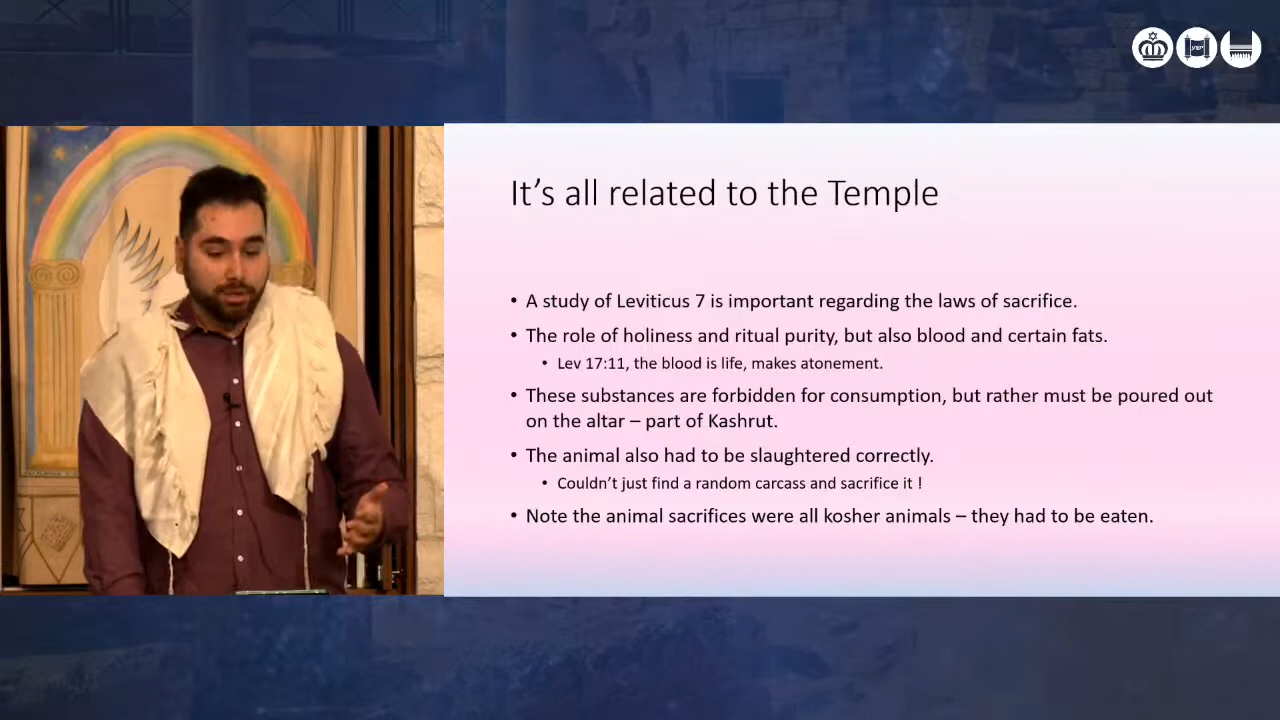 It's all related to the Temple
• A study of Leviticus 7 is important regarding the laws of sacrifice.
• The role of holiness and ritual purity, but also blood and certain fats.
• Lev 17:11, the blood is life, makes atonement.
• These substances are forbidden for consumption, but rather must be poured out
on the altar – part of Kashrut.
• The animal also had to be slaughtered correctly.
• Couldn't just find a random carcass and sacrifice it !
• Note the animal sacrifices were all kosher animals – they had to be eaten.